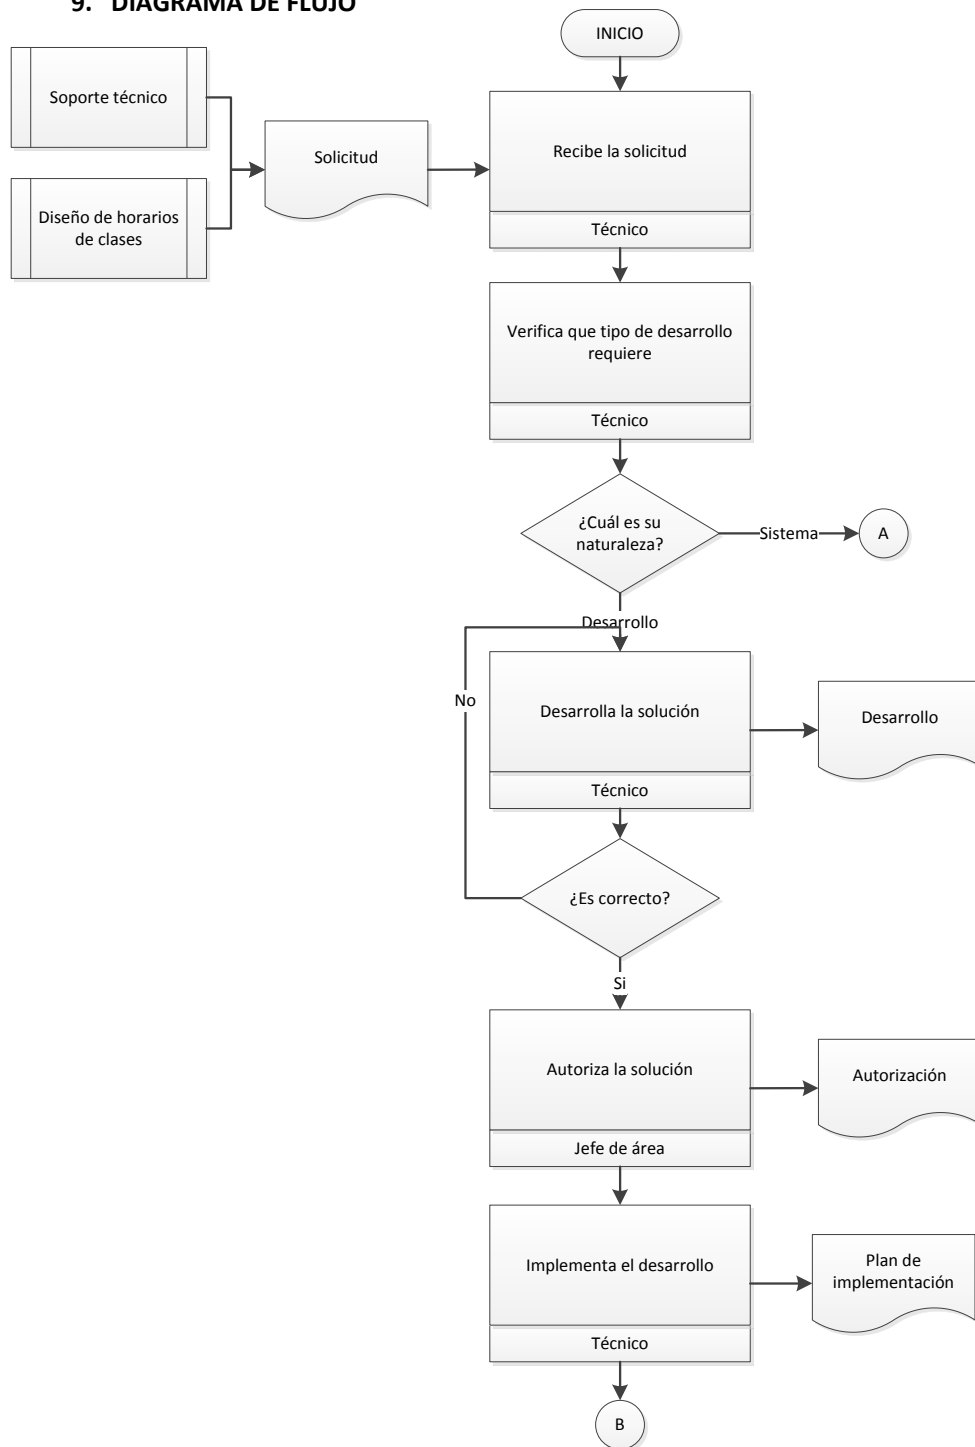 9. DIAGRAMA DE FLUJO
INICIO
Soporte técnico
Diseño de horarios
de clases
Solicitud
Recibe la solicitud
Técnico
Verifica que tipo de desarrollo
requiere
Técnico
¿Cuál es su
naturaleza?
Sistema
A
Desarrollo
No
Desarrolla la solución
Técnico
Desarrollo
¿Es correcto?
Si
Autoriza la solución
Jefe de área
Autorización
Implementa el desarrollo
Técnico
Plan de
implementación
B